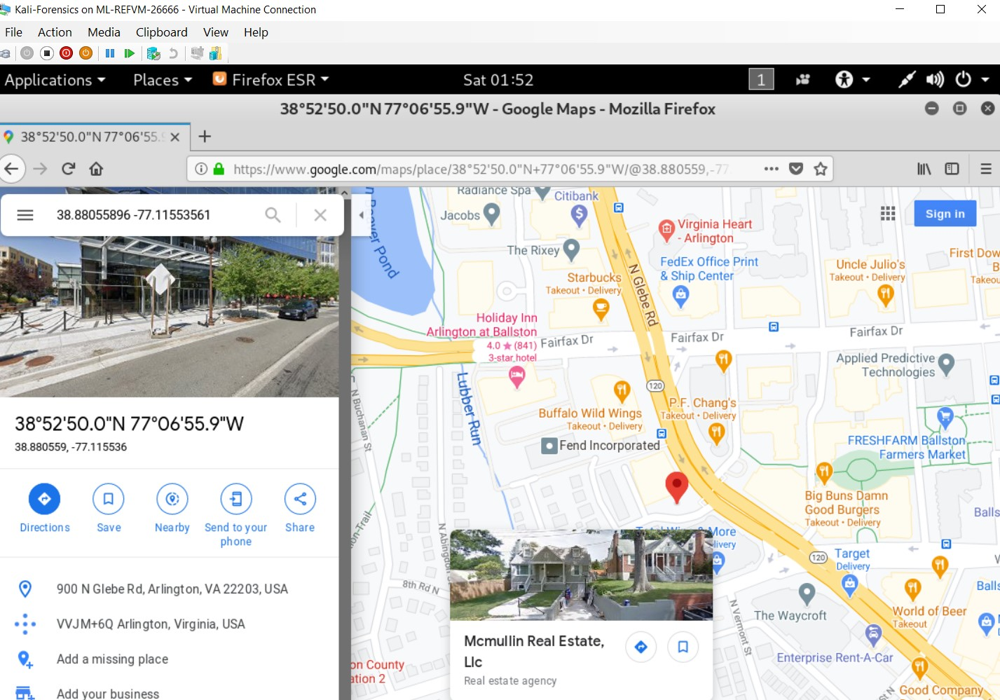 Kali-Forensics on ML-REFVM-26666 - Virtual Machine Connection
File Action Media Clipboard View Help
Applications Places Firefox ESR Sat 01:52 1
38°52'50.0"N 77°06'55.9"W - Google Maps - Mozilla Firefox
38°52'50.0"N 77°06'55.9
https://www.google.com/maps/place/38°52'50.0"N+77°06'55.9"W/@38.880559,-77
38.88055896 -77.11553561
38°52'50.0"N 77°06'55.9"W
38.880559, -77.115536
Directions
Save
Nearby
Send to your
phone
Share
900 N Glebe Rd, Arlington, VA 22203, USA
VVJM+6Q Arlington, Virginia, USA
Add a missing place
Add your business
Radiance Spa
Citibank
Jacobs
Pond
Virginia Heart
- Arlington
Sign in
The Rixey
FedEx Office Print
& Ship Center
N Glebe Rd
Starbucks
Takeout • Delivery
Uncle Julio's
Takeout • Delivery
First Dow
B
Takeou
Holiday Inn
Arlington at Ballston
4.0 ★ (841)
3-star hotel
Fairfax Dr
Fairfax Dr
Fairfax Dr
Applied Predictive
Technologies
Lubber Run
N Buchanan St
120
Buffalo Wild Wings
Takeout • Delivery
P.F. Chang's
Takeout • Delivery
Fend Incorporated
FRESHFARM Ballston
Farmers Market
Big Buns Damn
Good Burgers
Takeout • Delivery
Balls
Total Wine & More
livery
N Abingdon
8th Rd N
120
Target
Delivery
The Waycroft
World of Beer
Takeout
Balls
N Vermont St
Enterprise Rent-A-Car
Good Company
on County
ation 2
Mcmullin Real Estate,
Llc
Real estate agency